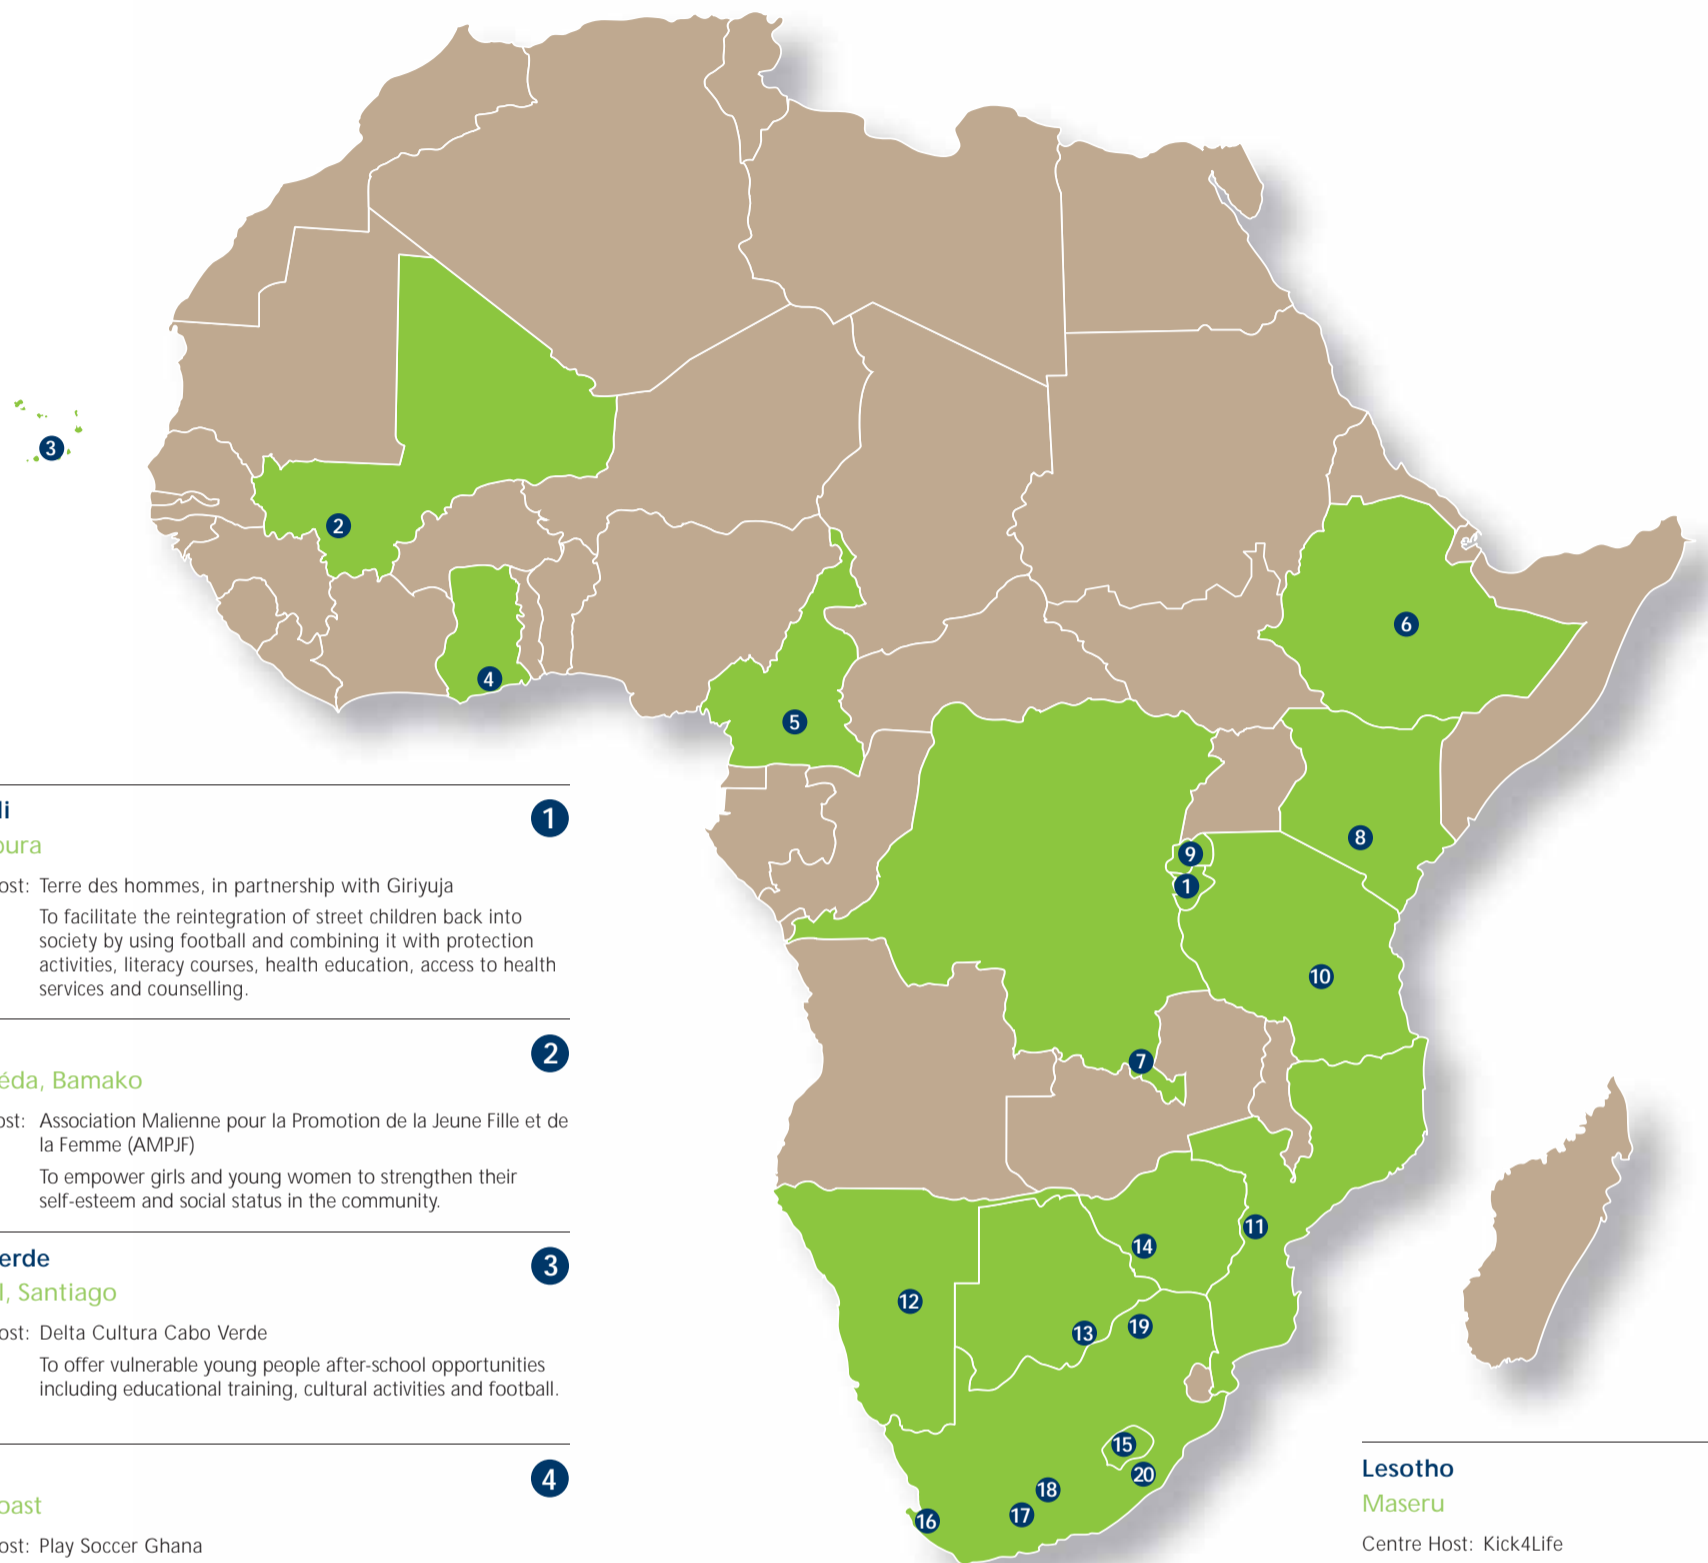 3
2
4
5
6
8
9
1
10
7
11
14
12
13
19
15
20
18
17
16
li
1
oura
ost: Terre des hommes, in partnership with Giriyuja
To facilitate the reintegration of street children back into
society by using football and combining it with protection
activities, literacy courses, health education, access to health
services and counselling.
2
éda, Bamako
ost: Association Malienne pour la Promotion de la Jeune Fille et de
la Femme (AMPJF)
To empower girls and young women to strengthen their
self-esteem and social status in the community.
erde
3
l, Santiago
ost: Delta Cultura Cabo Verde
To offer vulnerable young people after-school opportunities
including educational training, cultural activities and football.
4
oast
ost: Play Soccer Ghana
Lesotho
Maseru
Centre Host: Kick4Life